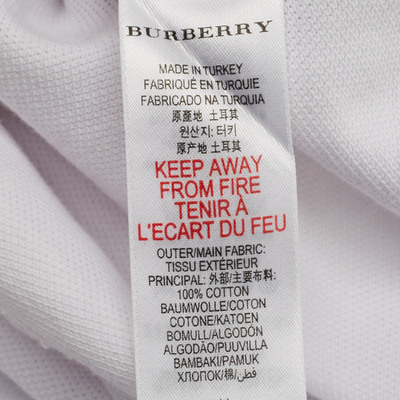 BURBERRY
MADE IN TURKEY
FABRIQUÉ EN TURQUIE
FABRICADO NA TURQUIA
原產地 土耳其
원산지: 터키
原产地 土耳其
KEEP AWAY
FROM FIRE
TENIR À
L'ECART DU FEU
OUTER/MAIN FABRIC:
TISSU EXTÉRIEUR
PRINCIPAL: 外部/主要布料:
100% COTTON
BAUMWOLLE/COTON
COTONE/KATOEN
BOMULL/ALGODÓN
ALGODÃO/PUUVILLA
BAMBAKI/PAMUK
ХЛОПОК/棉/قطن